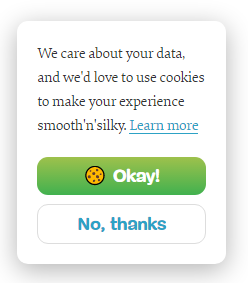 We care about your data,
and we'd love to use cookies
to make your experience
smooth'n'silky. Learn more
Okay!
No, thanks